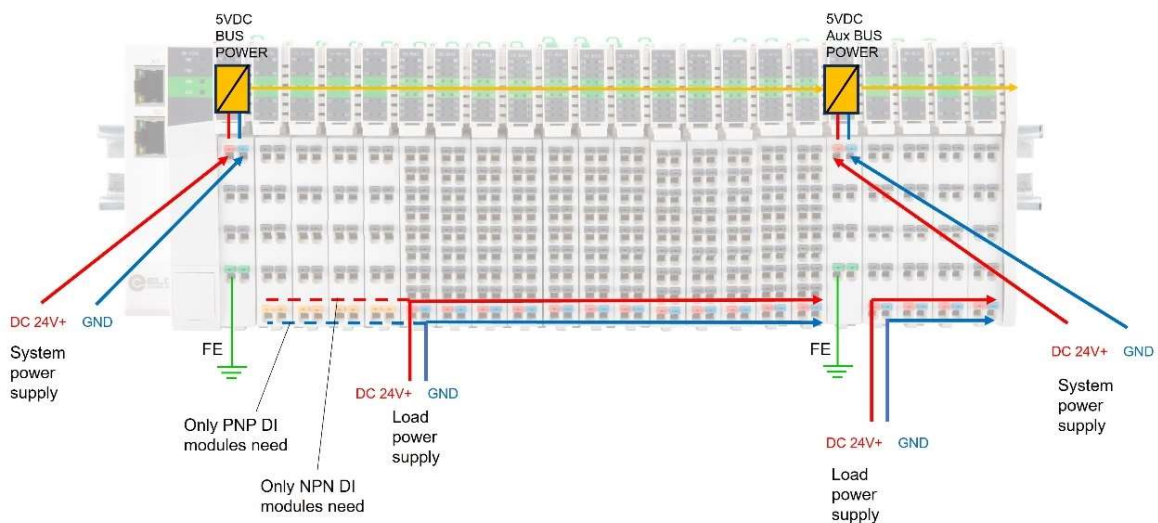 5VDC
BUS
POWER
5VDC
Aux BUS
POWER
DC 24V+ GND
System
power
supply
FE
Only PNP DI
modules need
Only NPN DI
modules need
DC 24V+ GND
Load
power
supply
FE
DC 24V+ GND
Load
power
supply
DC 24V+ GND
System
power
supply